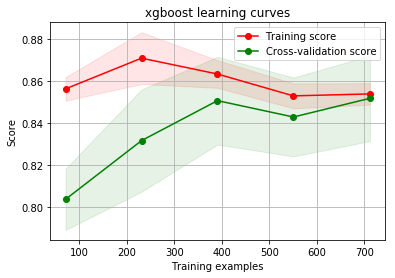 xgboost learning curves
Training score
Cross-validation score
Score
0.88
0.86
0.84
0.82
0.80
100 200 300 400 500 600 700
Training examples